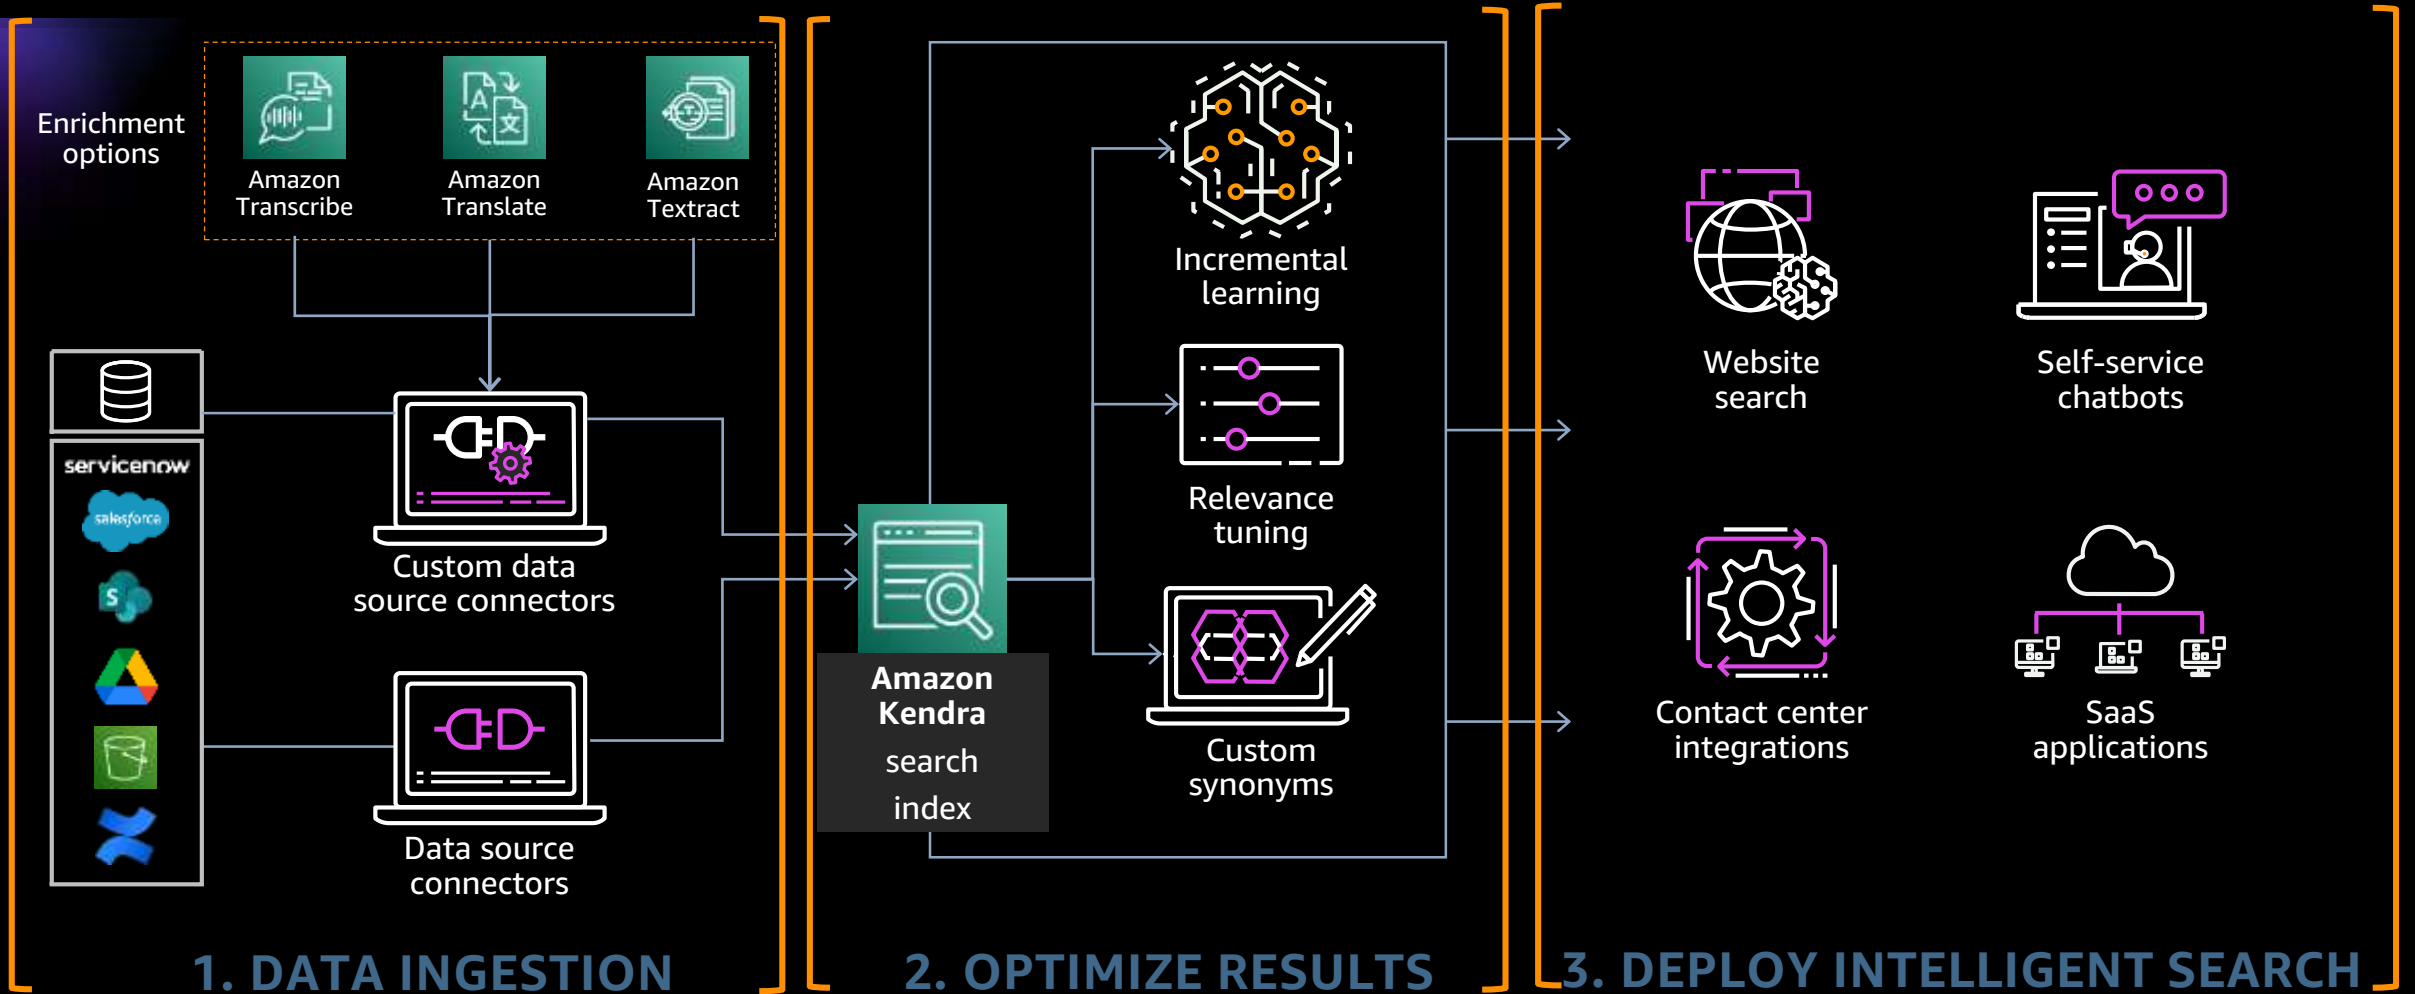 Enrichment
options
Amazon
Transcribe
Amazon
Translate
Amazon
Textract
servicenow
salesforce
S
Custom data
source connectors
Data source
connectors
1. DATA INGESTION
Amazon
Kendra
search
index
Incremental
learning
Relevance
tuning
Custom
synonyms
2. OPTIMIZE RESULTS
Website
search
Self-service
chatbots
Contact center
integrations
SaaS
applications
3. DEPLOY INTELLIGENT SEARCH